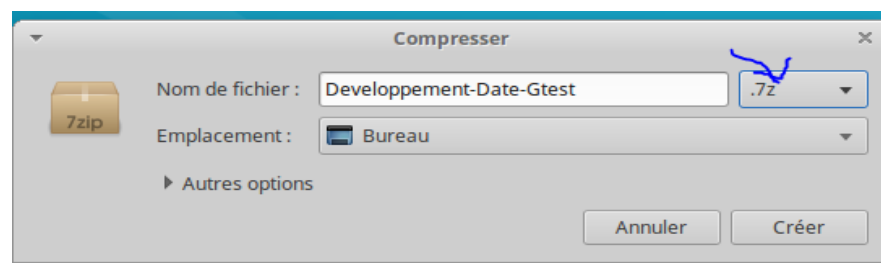 Compresser
Nom de fichier : Developpement-Date-Gtest .7z
7zip
Emplacement : Bureau
Autres options
Annuler Créer